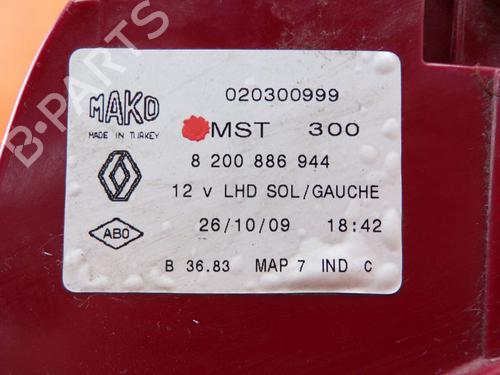 B-PARTS
MAKO
MADE IN TURKEY
020300999
MST 300
8 200 886 944
12 v LHD SOL/GAUCHE
ABO
26/10/09 18:42
B 36.83 MAP 7 IND C